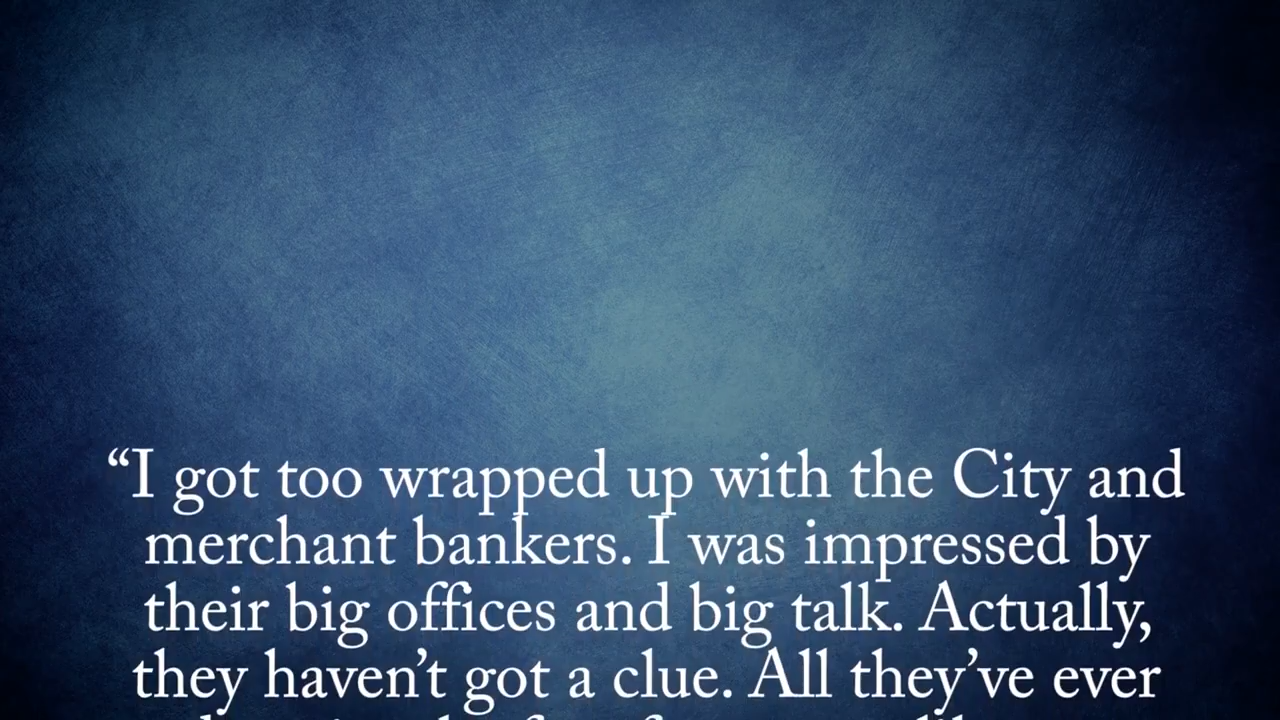 “I got too wrapped up with the City and
merchant bankers. I was impressed by
their big offices and big talk. Actually,
they haven’t got a clue. All they’ve ever